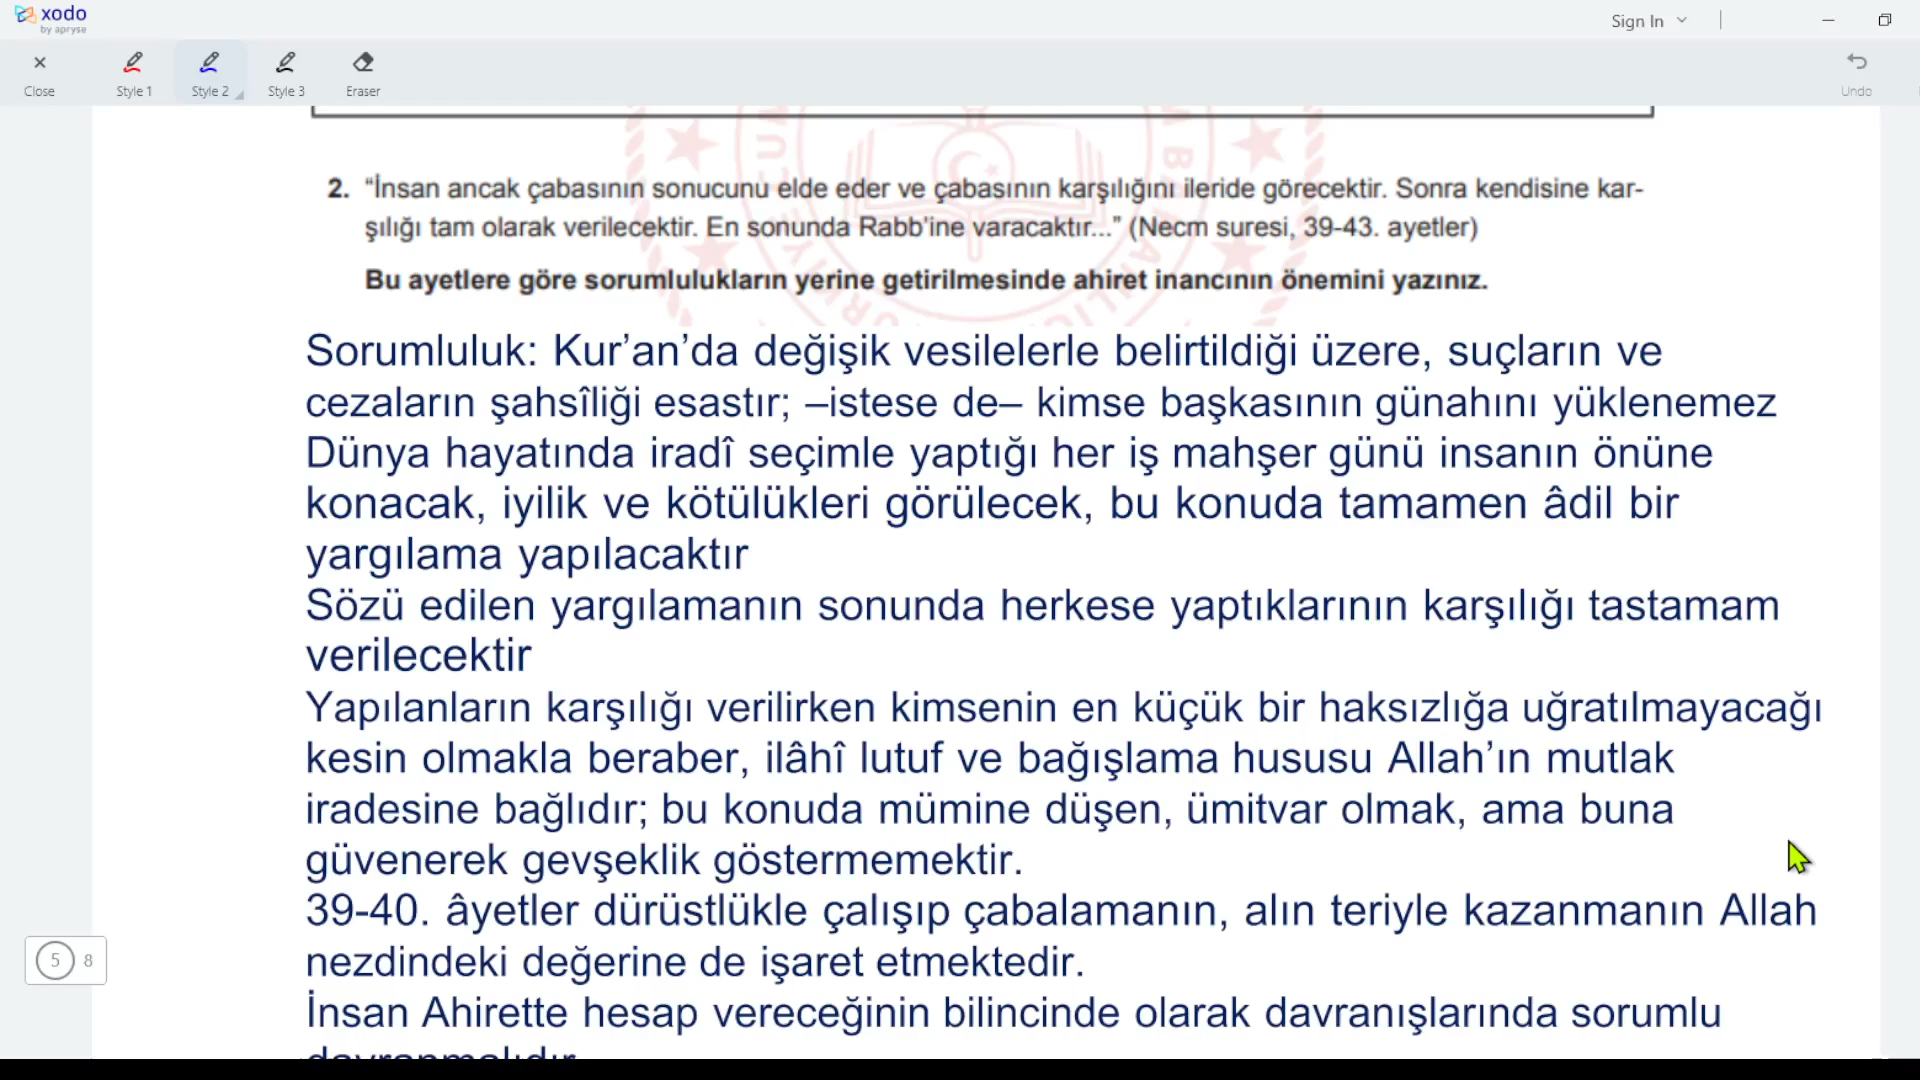 xodo
by apryse
Sign In
Close
Style 1
Style 2
Style 3
Eraser
Undo
2. “İnsan ancak çabasının sonucunu elde eder ve çabasının karşılığını ileride görecektir. Sonra kendisine kar-
şılığı tam olarak verilecektir. En sonunda Rabb'ine varacaktır...” (Necm suresi, 39-43. ayetler)
Bu ayetlere göre sorumlulukların yerine getirilmesinde ahiret inancının önemini yazınız.
Sorumluluk: Kur’an’da değişik vesilelerle belirtildiği üzere, suçların ve
cezaların şahsîliği esastır; –istese de– kimse başkasının günahını yüklenemez
Dünya hayatında iradî seçimle yaptığı her iş mahşer günü insanın önüne
konacak, iyilik ve kötülükleri görülecek, bu konuda tamamen âdil bir
yargılama yapılacaktır
Sözü edilen yargılamanın sonunda herkese yaptıklarının karşılığı tastamam
verilecektir
Yapılanların karşılığı verilirken kimsenin en küçük bir haksızlığa uğratılmayacağı
kesin olmakla beraber, ilâhî lutuf ve bağışlama hususu Allah’ın mutlak
iradesine bağlıdır; bu konuda mümine düşen, ümitvar olmak, ama buna
güvenerek gevşeklik göstermemektir.
39-40. âyetler dürüstlükle çalışıp çabalamanın, alın teriyle kazanmanın Allah
nezdindeki değerine de işaret etmektedir.
İnsan Ahirette hesap vereceğinin bilincinde olarak davranışlarında sorumlu
5 8